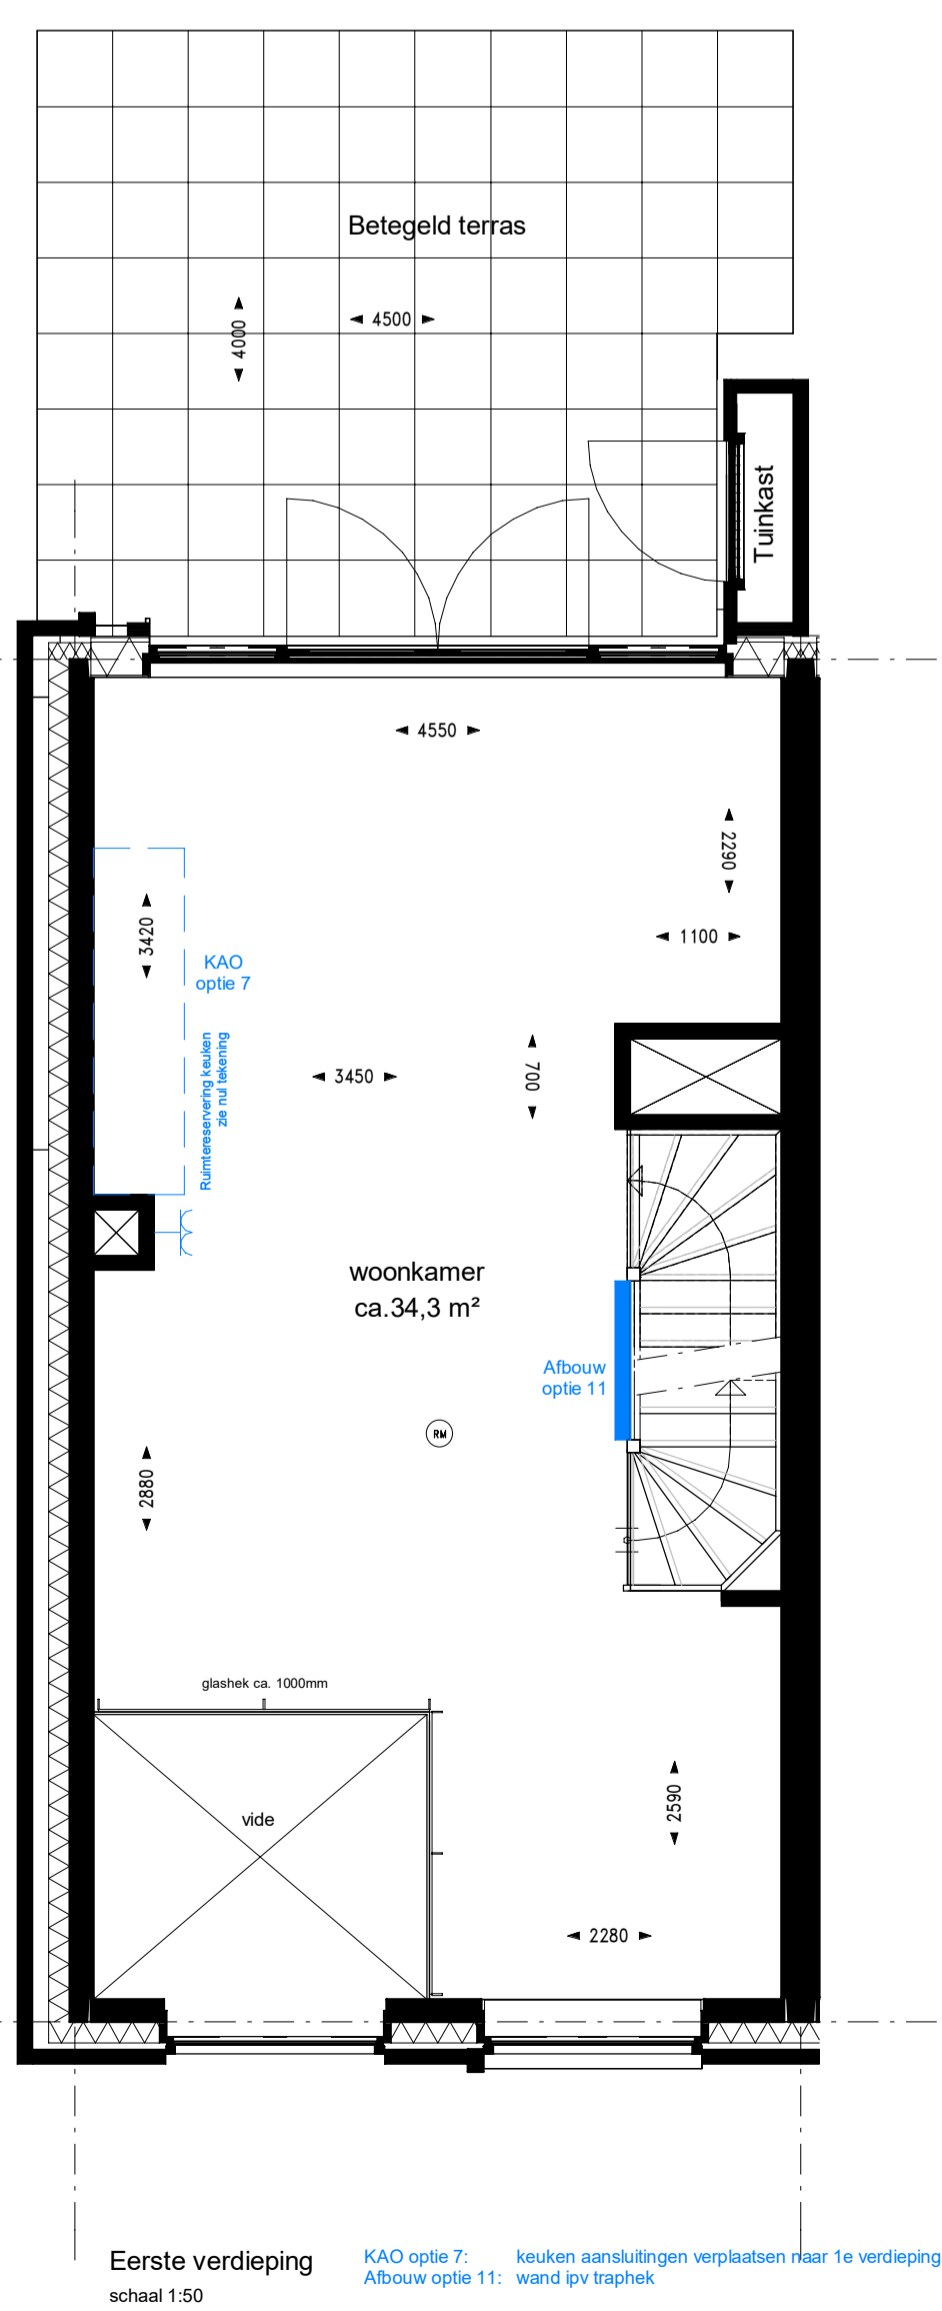 Betegeld terras
4500
4000
Tuinkast
4550
2290
3420
1100
KAO
optie 7
Ruimtereservering keuken
zie nul tekening
3450
700
woonkamer
ca.34,3 m²
Afbouw
optie 11
RM
2880
glashek ca. 1000mm
vide
2590
2280
Eerste verdieping
schaal 1:50
KAO optie 7: keuken aansluitingen verplaatsen naar 1e verdieping
Afbouw optie 11: wand ipv traphek